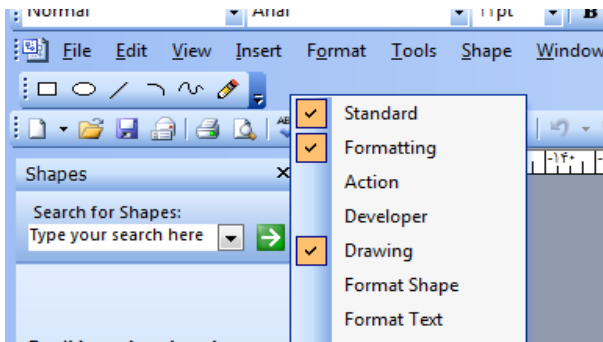 Normal Arial 11pt B
File Edit View Insert Format Tools Shape Window
Standard
Formatting
Action
Developer
Drawing
Format Shape
Format Text
Shapes
Search for Shapes:
Type your search here
-۱۴۰